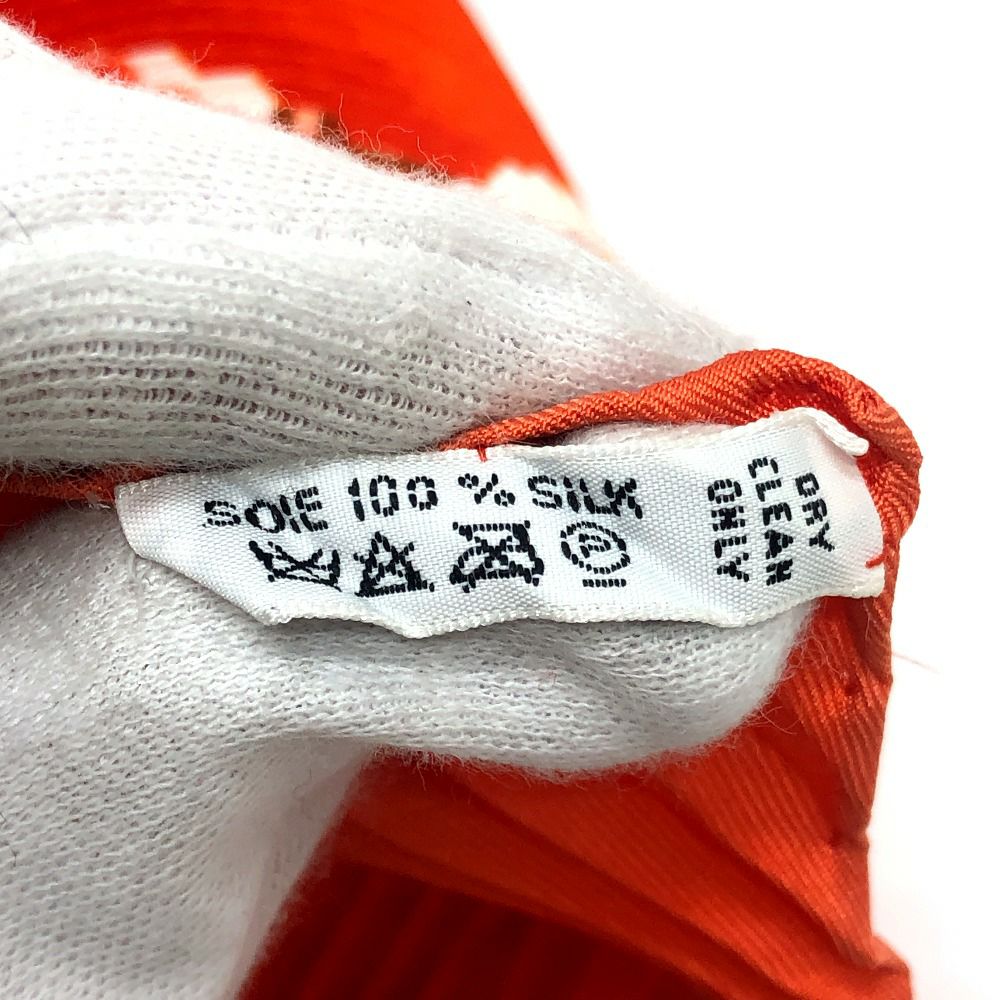 SOIE 100 % SILK
P
DRY
CLEAN
ONLY